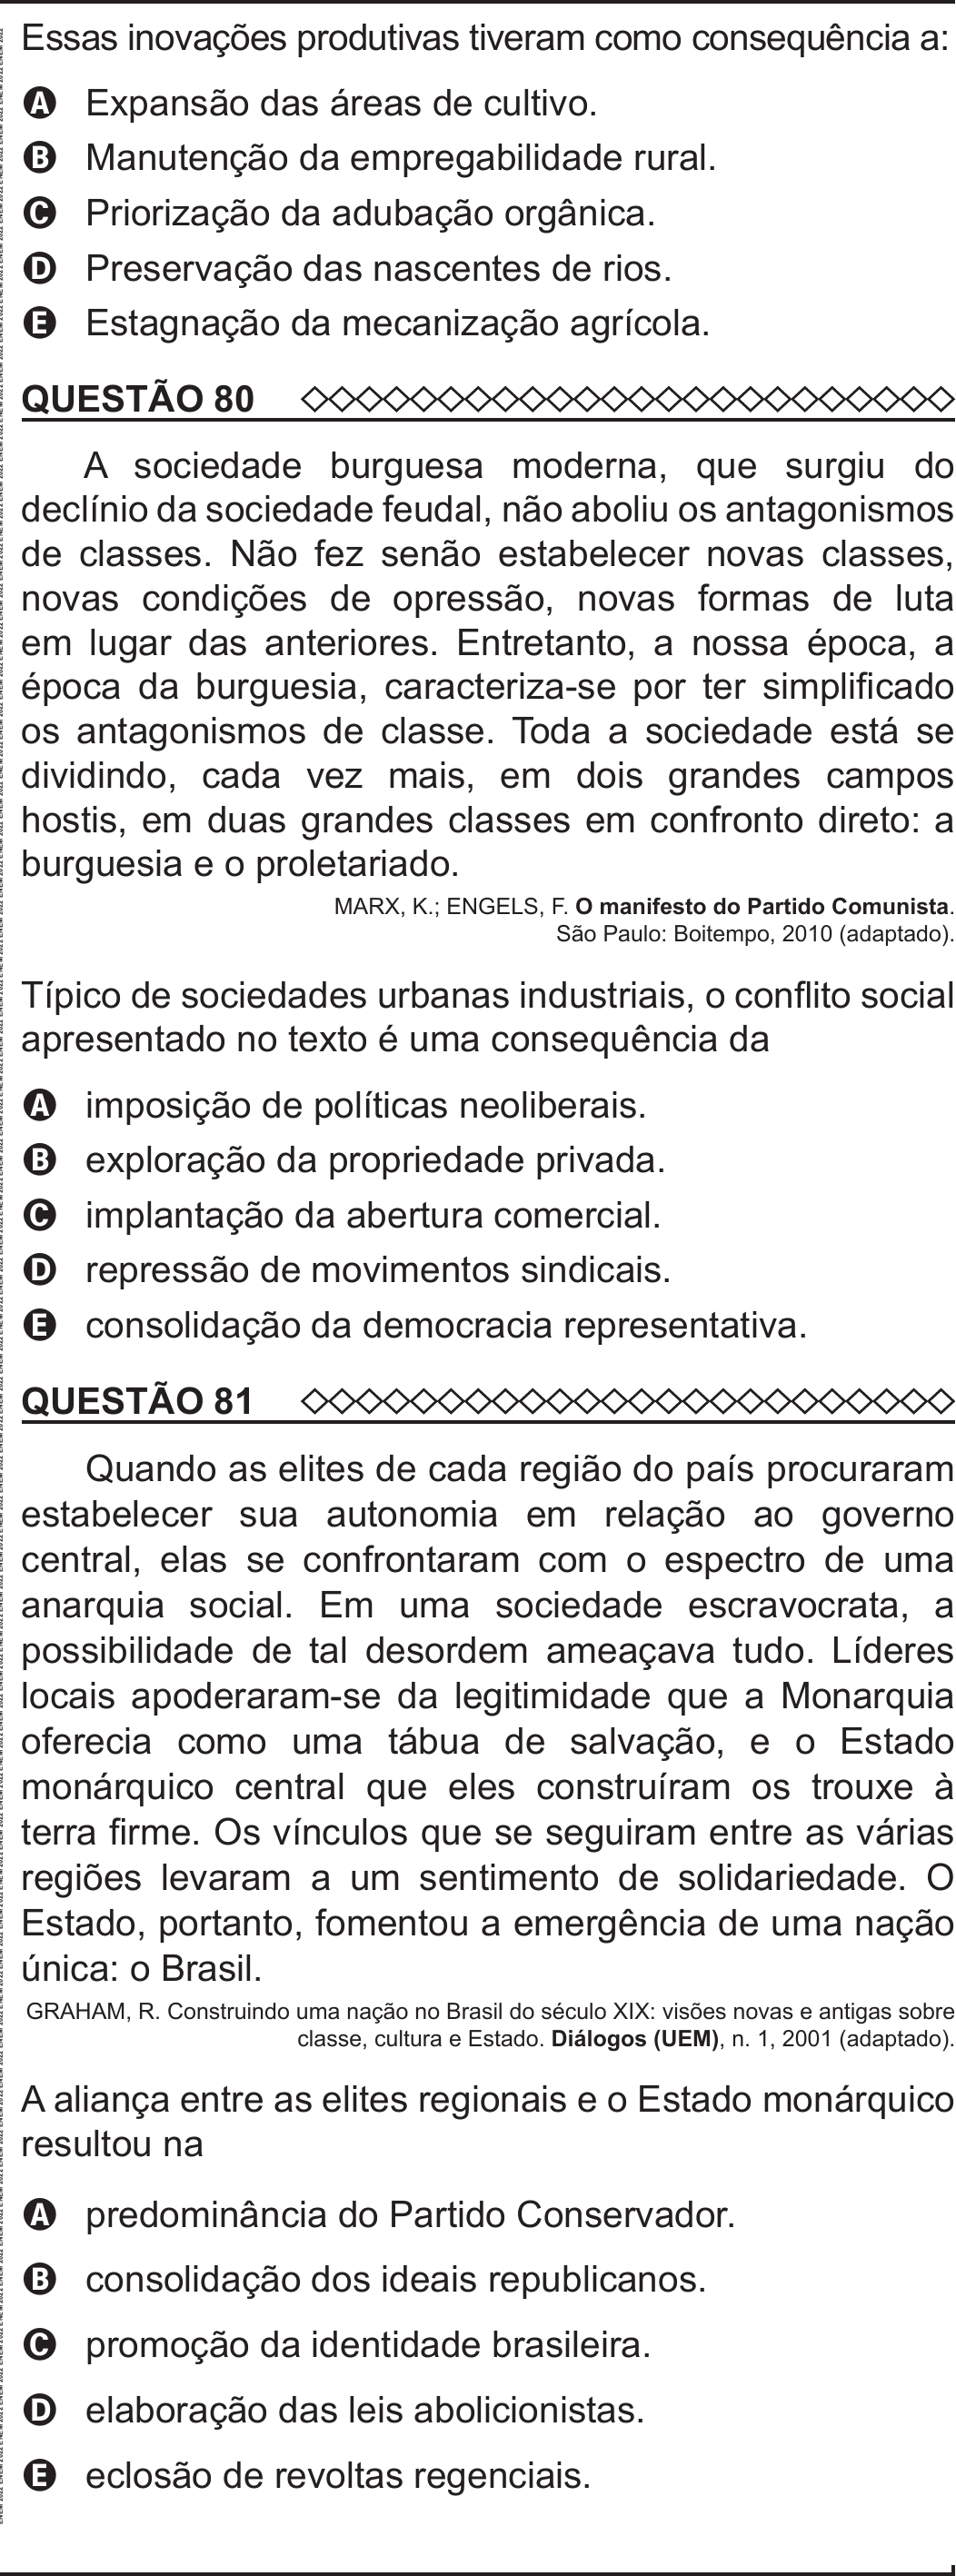 Essas inovações produtivas tiveram como consequência a:
A Expansão das áreas de cultivo.
B Manutenção da empregabilidade rural.
C Priorização da adubação orgânica.
D Preservação das nascentes de rios.
E Estagnação da mecanização agrícola.
QUESTÃO 80
A sociedade burguesa moderna, que surgiu do
declínio da sociedade feudal, não aboliu os antagonismos
de classes. Não fez senão estabelecer novas classes,
novas condições de opressão, novas formas de luta
em lugar das anteriores. Entretanto, a nossa época, a
época da burguesia, caracteriza-se por ter simplificado
os antagonismos de classe. Toda a sociedade está se
dividindo, cada vez mais, em dois grandes campos
hostis, em duas grandes classes em confronto direto: a
burguesia e o proletariado.
MARX, K.; ENGELS, F. O manifesto do Partido Comunista.
São Paulo: Boitempo, 2010 (adaptado).
Típico de sociedades urbanas industriais, o conflito social
apresentado no texto é uma consequência da
A imposição de políticas neoliberais.
B exploração da propriedade privada.
C implantação da abertura comercial.
D repressão de movimentos sindicais.
E consolidação da democracia representativa.
QUESTÃO 81
Quando as elites de cada região do país procuraram
estabelecer sua autonomia em relação ao governo
central, elas se confrontaram com o espectro de uma
anarquia social. Em uma sociedade escravocrata, a
possibilidade de tal desordem ameaçava tudo. Líderes
locais apoderaram-se da legitimidade que a Monarquia
oferecia como uma tábua de salvação, e o Estado
monárquico central que eles construíram os trouxe à
terra firme. Os vínculos que se seguiram entre as várias
regiões levaram a um sentimento de solidariedade. O
Estado, portanto, fomentou a emergência de uma nação
única: o Brasil.
GRAHAM, R. Construindo uma nação no Brasil do século XIX: visões novas e antigas sobre
classe, cultura e Estado. Diálogos (UEM), n. 1, 2001 (adaptado).
A aliança entre as elites regionais e o Estado monárquico
resultou na
A predominância do Partido Conservador.
B consolidação dos ideais republicanos.
C promoção da identidade brasileira.
D elaboração das leis abolicionistas.
E eclosão de revoltas regenciais.